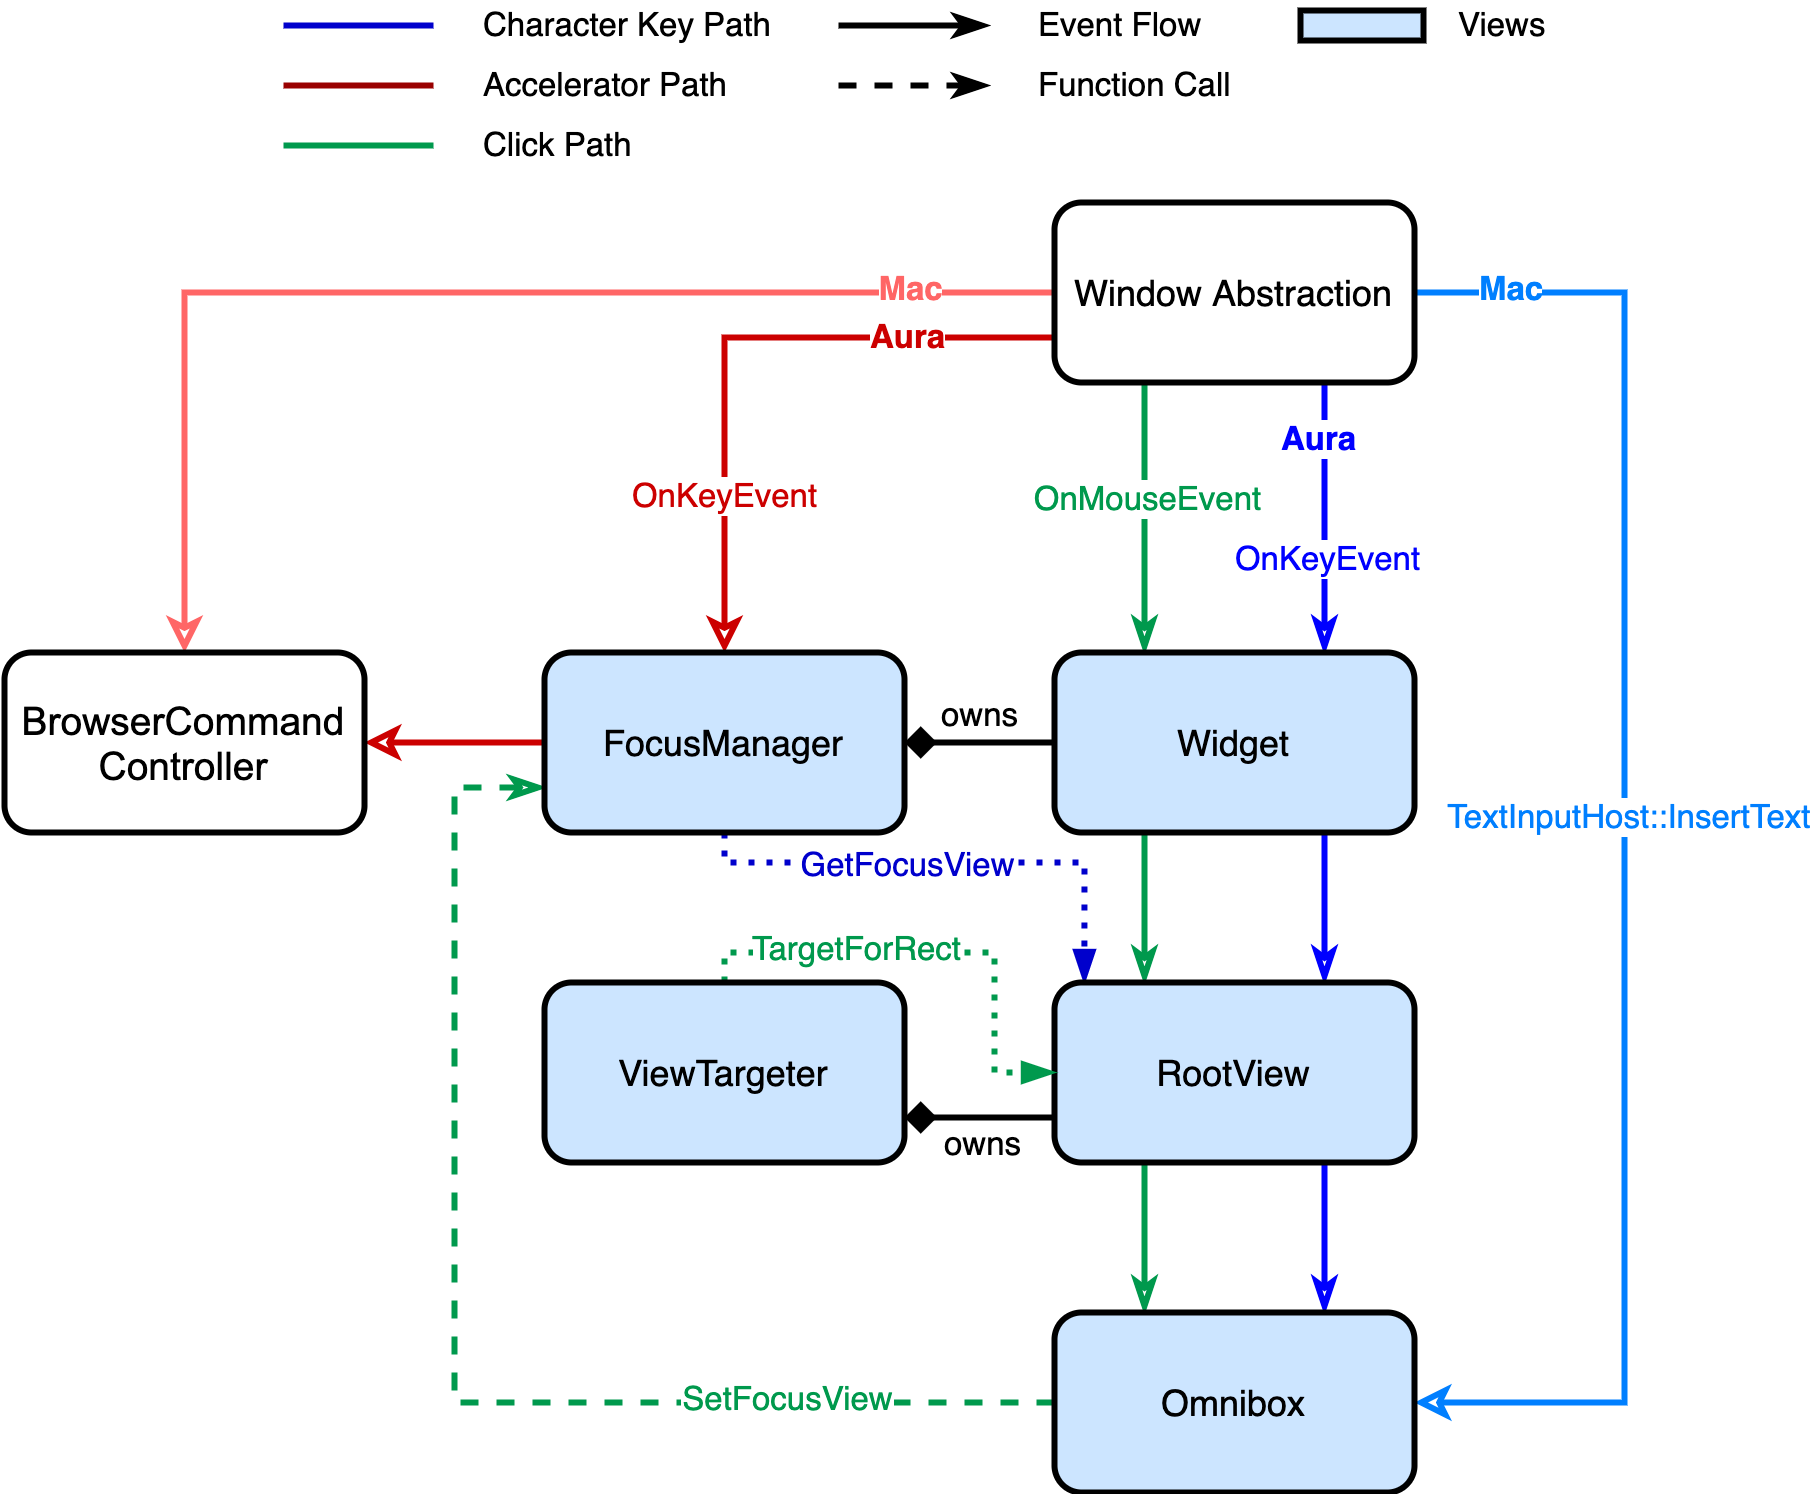 Character Key Path
Event Flow
Views
Accelerator Path
Function Call
Click Path
Mac
Window Abstraction
Mac
Aura
Aura
OnKeyEvent
OnMouseEvent
OnKeyEvent
BrowserCommand
Controller
FocusManager
owns
Widget
TextInputHost::InsertText
GetFocusView
TargetForRect
ViewTargeter
RootView
owns
SetFocusView
Omnibox